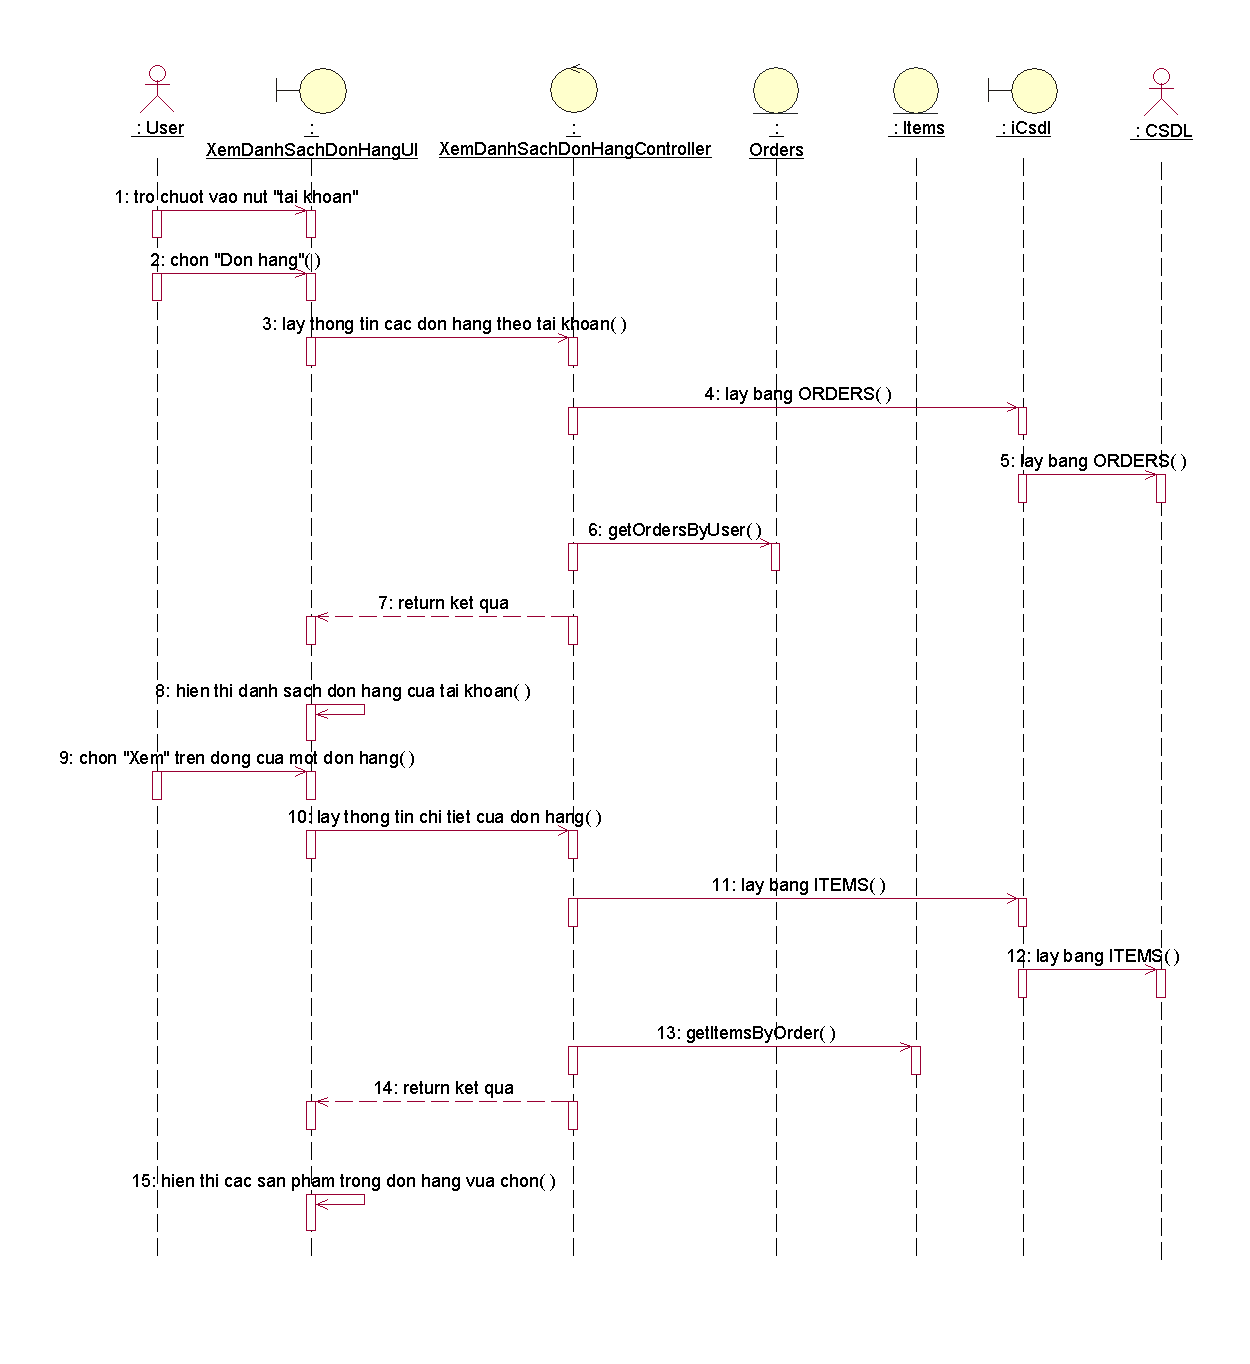 : User
:
XemDanhSachDonHangUI
:
XemDanhSachDonHangController
:
Orders
: Items
: iCsdl
: CSDL
1: tro chuot vao nut "tai khoan"
2: chon "Don hang"( )
3: lay thong tin cac don hang theo tai khoan( )
4: lay bang ORDERS( )
5: lay bang ORDERS( )
6: getOrdersByUser( )
7: return ket qua
8: hien thi danh sach don hang cua tai khoan( )
9: chon "Xem" tren dong cua mot don hang( )
10: lay thong tin chi tiet cua don hang( )
11: lay bang ITEMS( )
12: lay bang ITEMS( )
13: getItemsByOrder( )
14: return ket qua
15: hien thi cac san pham trong don hang vua chon( )